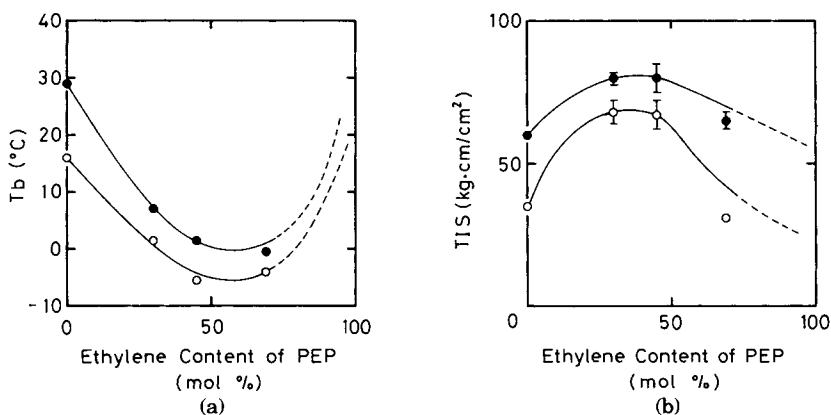 40
30
20
10
0
-10
Tb (°C)
0 50 100
Ethylene Content of PEP
(mol %)
(a)
100
50
0
TIS (kg·cm/cm²)
0 50 100
Ethylene Content of PEP
(mol %)
(b)